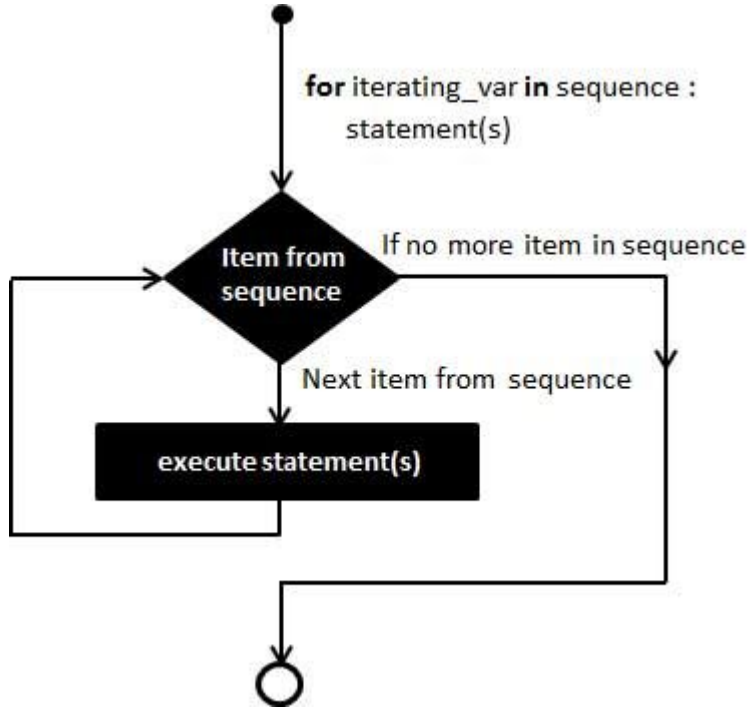 for iterating_var in sequence :
statement(s)
If no more item in sequence
Item from
sequence
Next item from sequence
execute statement(s)